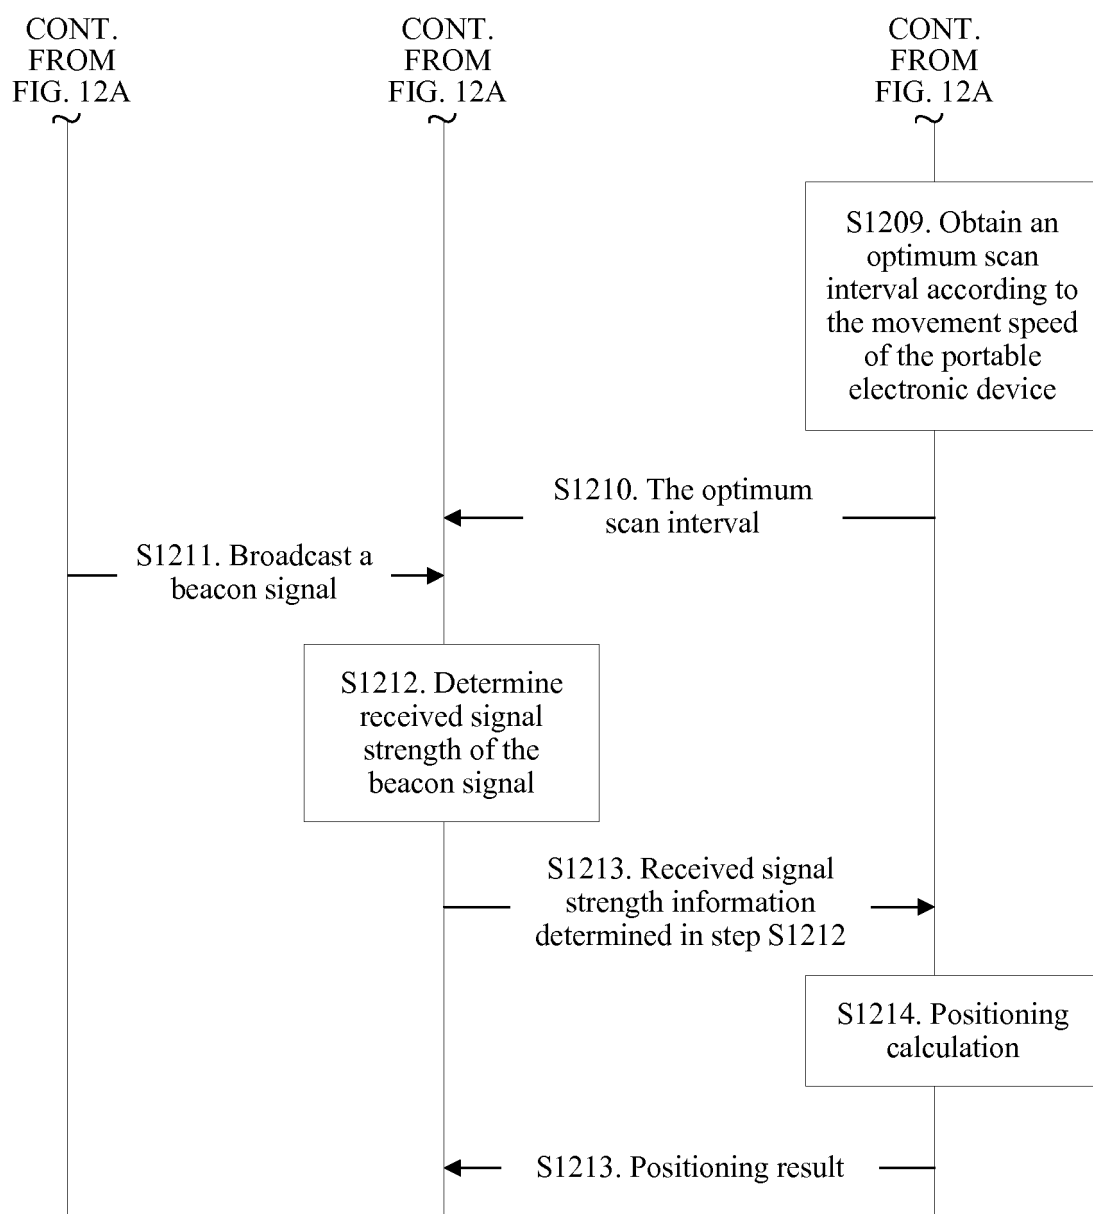 CONT.
FROM
FIG. 12A
CONT.
FROM
FIG. 12A
CONT.
FROM
FIG. 12A
S1209. Obtain an
optimum scan
interval according to
the movement speed
of the portable
electronic device
S1210. The optimum
scan interval
S1211. Broadcast a
beacon signal
S1212. Determine
received signal
strength of the
beacon signal
S1213. Received signal
strength information
determined in step S1212
S1214. Positioning
calculation
S1213. Positioning result